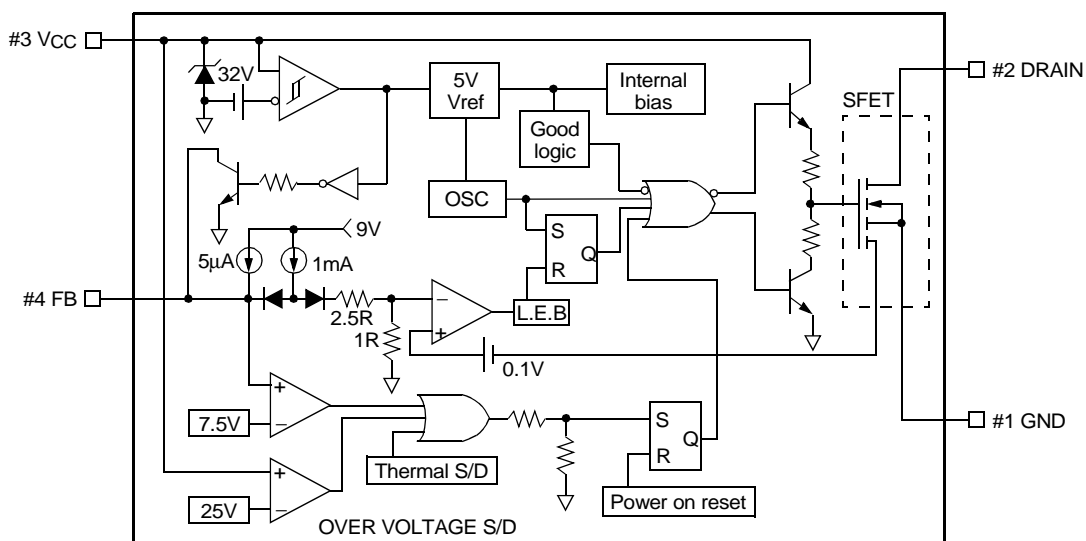 #3 VCC
32V
5V
Vref
Internal
bias
#2 DRAIN
SFET
Good
logic
OSC
9V
5μA
1mA
S
Q
R
#4 FB
2.5R
−
L.E.B
1R
+
0.1V
+
7.5V
−
S
Q
R
#1 GND
Thermal S/D
+
25V
−
Power on reset
OVER VOLTAGE S/D